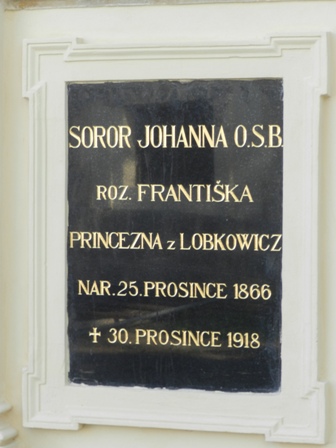 SOROR JOHANNA O.S.B.
ROZ. FRANTIŠKA
PRINCEZNA z LOBKOWICZ
NAR. 25. PROSINCE 1866
✝ 30. PROSINCE 1918